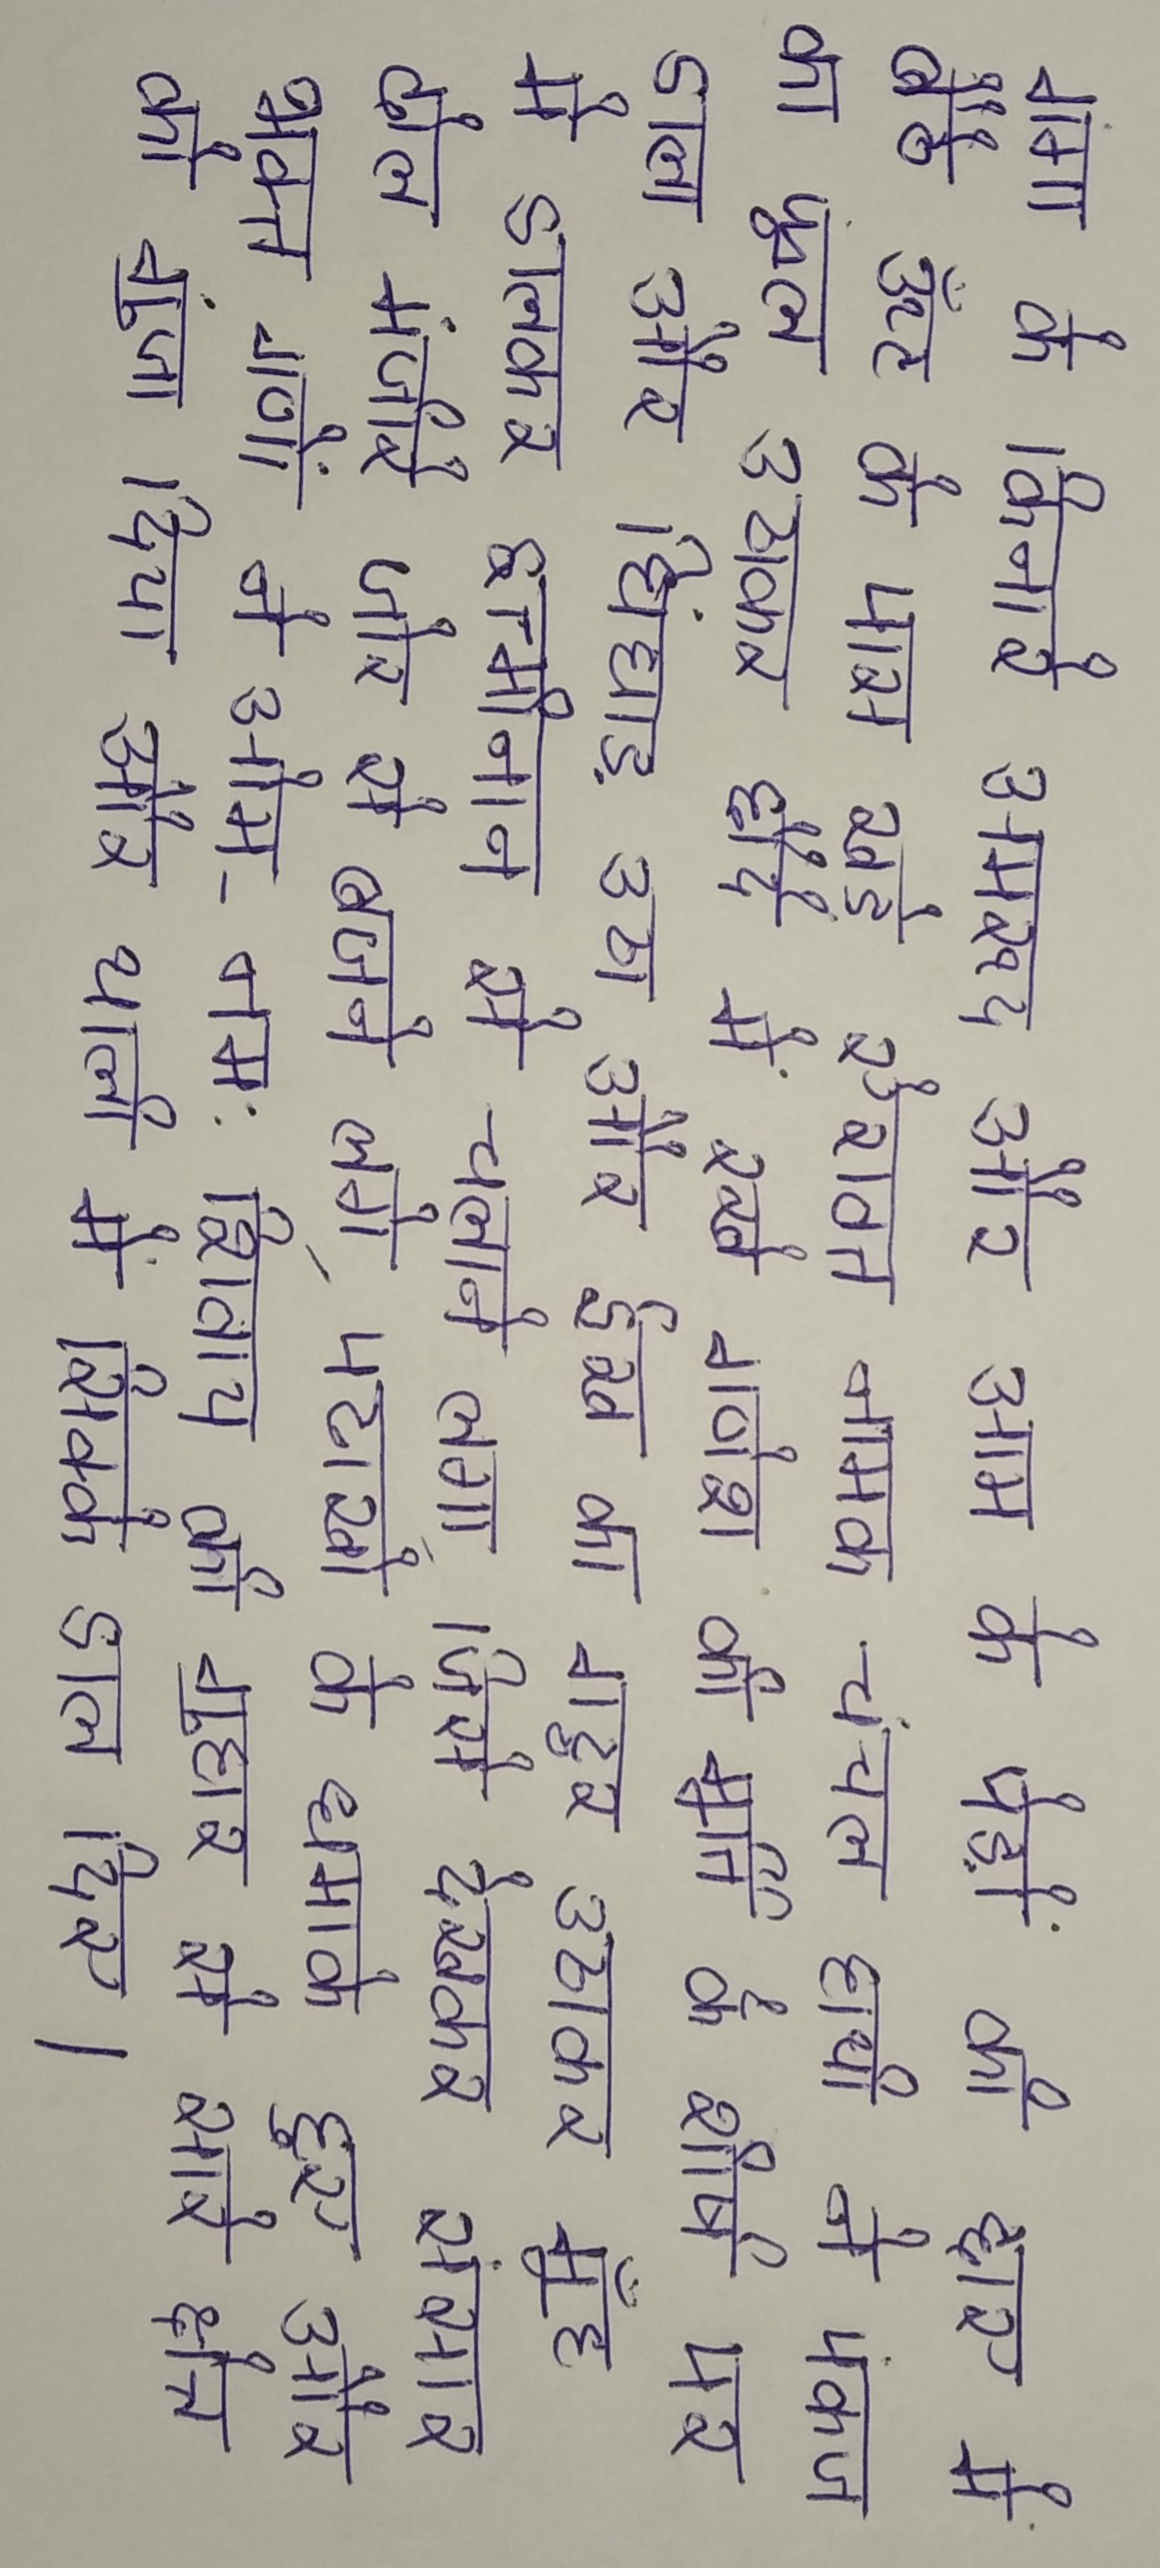 गंगा के किनारे अमरूद और आम के पेड़ों की छाए में
बैठे ऊँट के पास खड़े ऐरावत नामक चंचल हाथी ने पंकज
का फूल उठाकर हौदे में रखे गणेश की मूर्ति के शीर्ष पर
डाला और चिंघाड़ उठा और ईख का गट्ठर उठाकर मूँह
मे डालकर इत्मीनान से चलाने लगा, जिसे देखकर संसार
ढोल मंजीरे जोर से बजने लगे, पटाखो के धमाके हुए और
भक्त गणों ने ओम - नम: शिवाय की गुहार से सारे क्षेत्र
को गुंजा दिया और थाली में सिक्के डाल दिए।